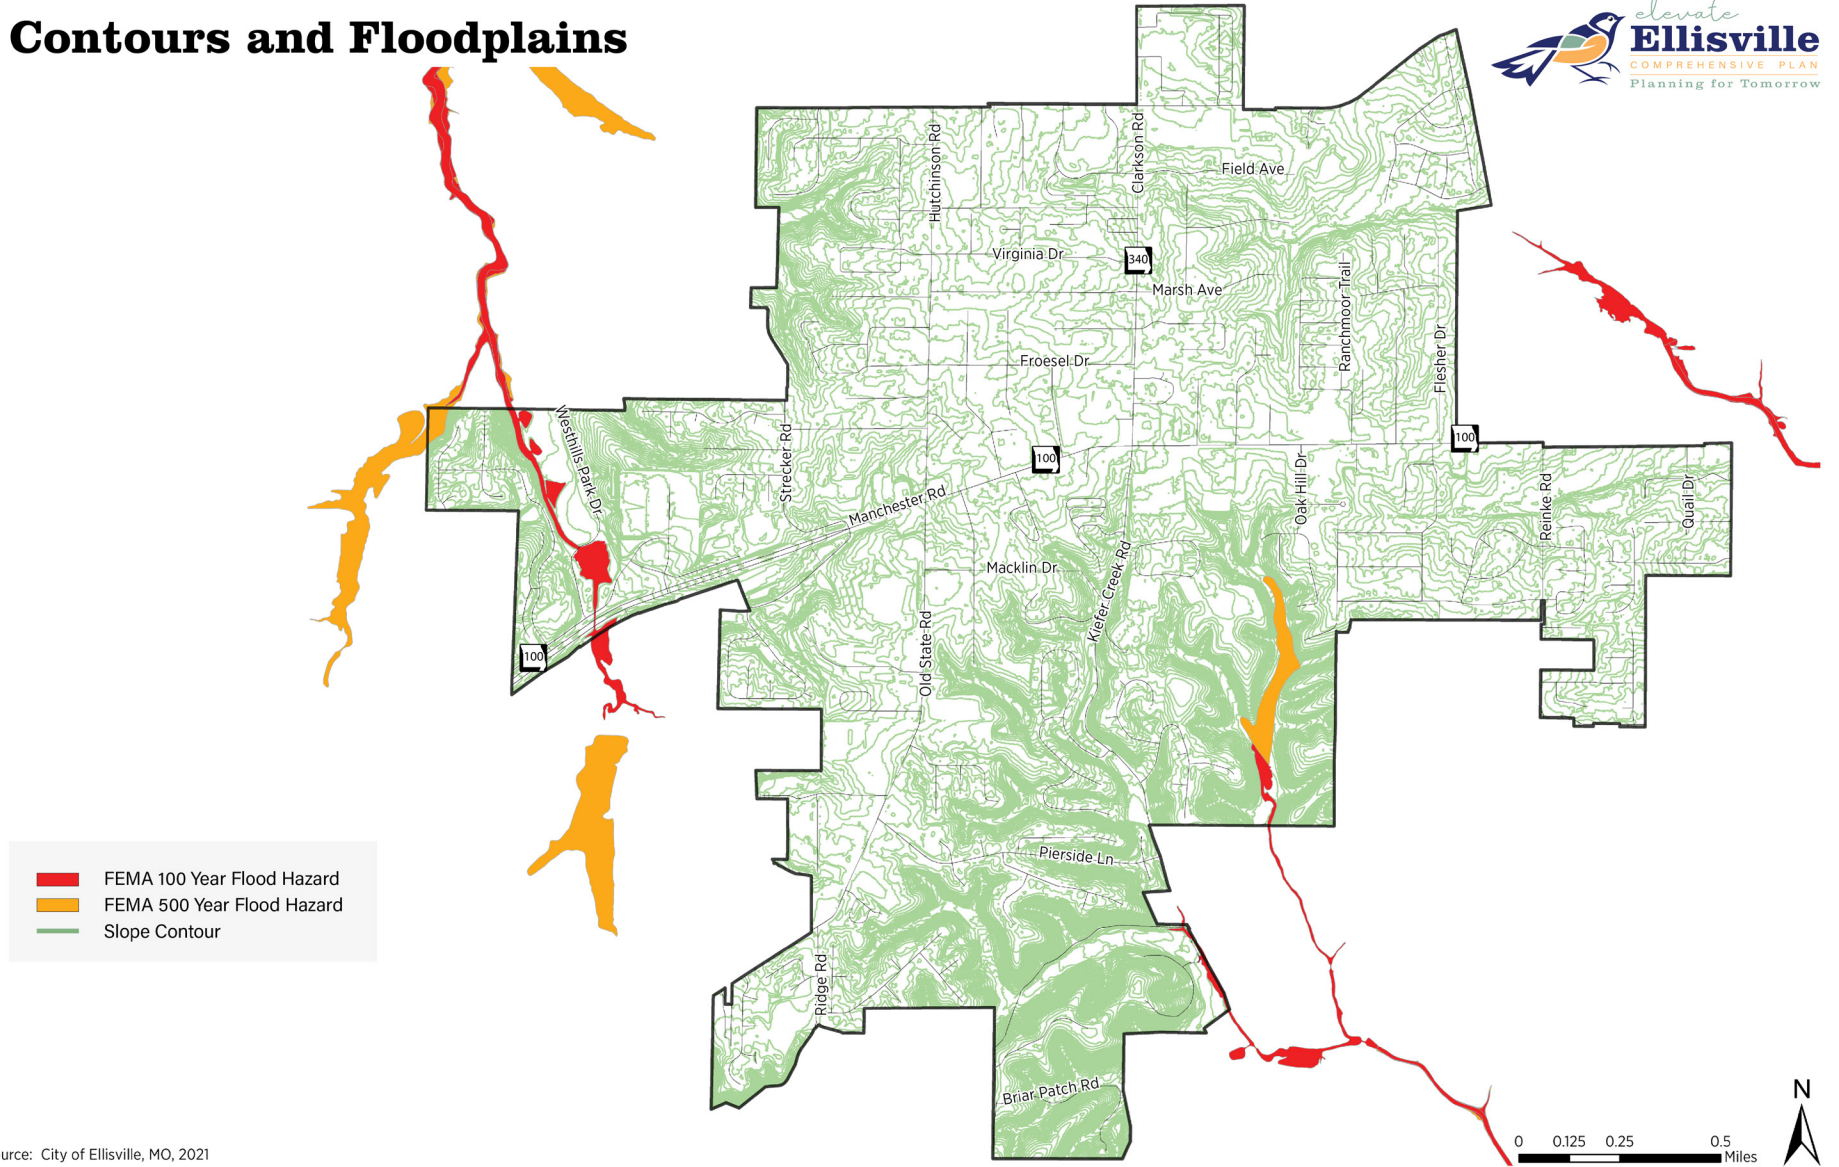 Contours and Floodplains
elevate
Ellisville
COMPREHENSIVE PLAN
Planning for Tomorrow
Hutchinson Rd
Clarkson Rd
Field Ave
Virginia Dr
340
Marsh Ave
Ranchmoor Trail
Flesher Dr
Froesel Dr
Westhills Park Dr
Strecker Rd
100
100
Manchester Rd
Oak Hill Dr
Reinke Rd
Quail Dr
Macklin Dr
Kiefer Creek Rd
Old State Rd
100
Pierside Ln
FEMA 100 Year Flood Hazard
FEMA 500 Year Flood Hazard
Slope Contour
Ridge Rd
Briar Patch Rd
N
0 0.125 0.25 0.5
Miles
urce: City of Ellisville, MO, 2021